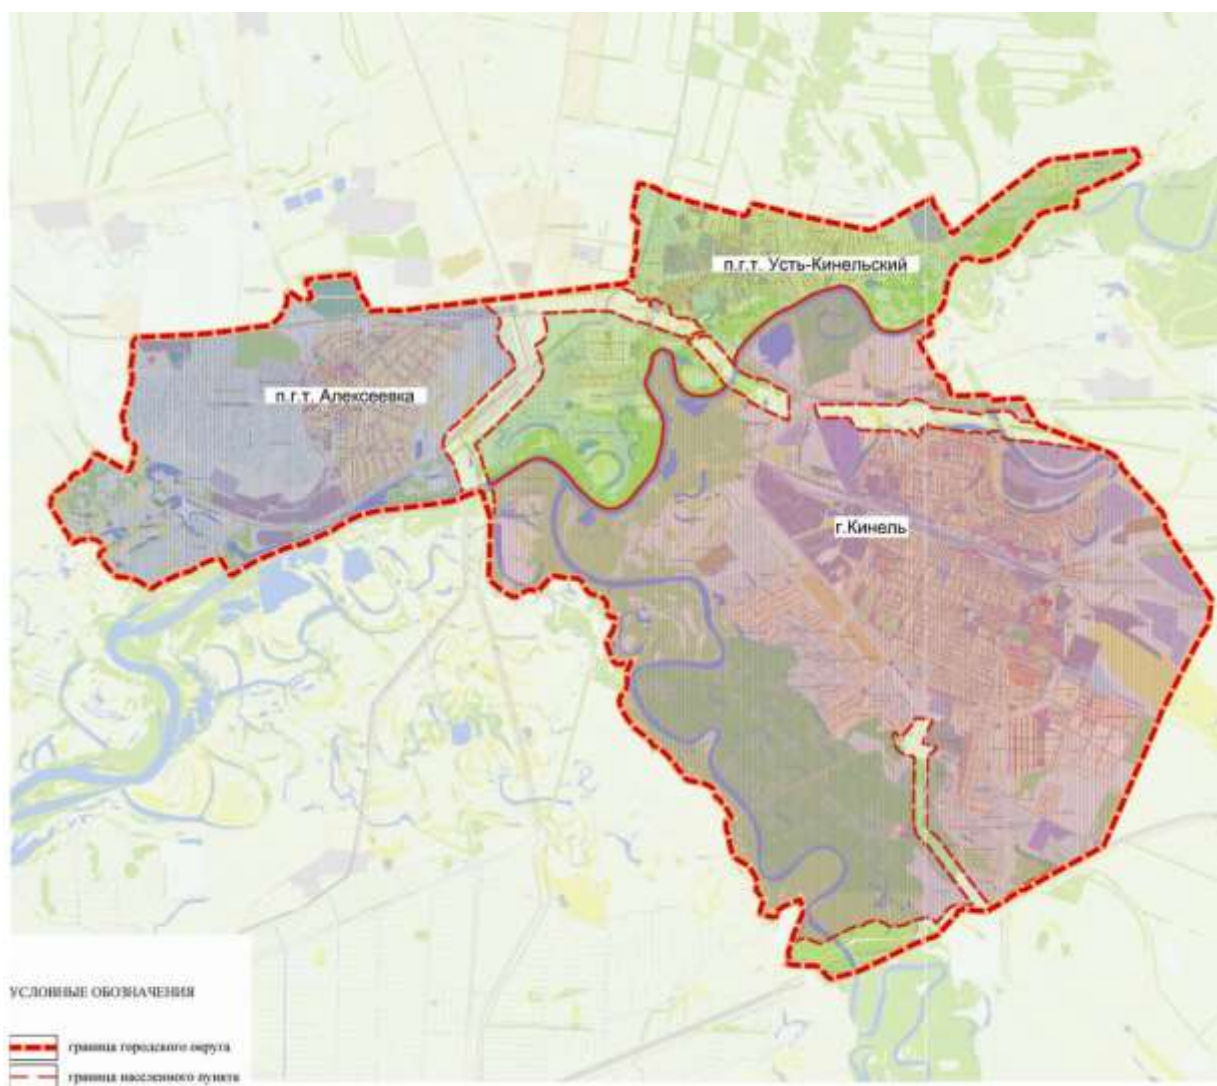 п.г.т. Усть-Кинельский
п.г.т. Алексеевка
г.Кинель
УСЛОВНЫЕ ОБОЗНАЧЕНИЯ
граница городского округа
граница населенного пункта